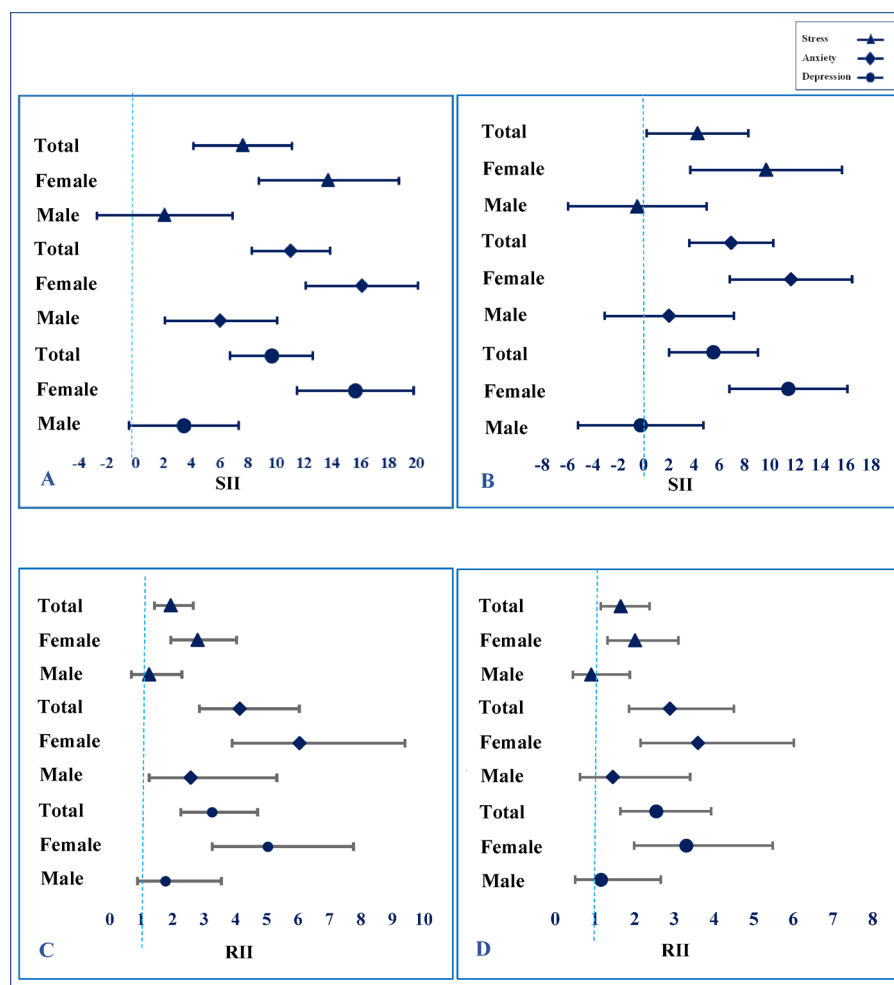 Stress
Anxiety
Depression
Total
Female
Male
Total
Female
Male
Total
Female
Male
-4 -2 0 2 4 6 8 10 12 14 16 18 20
A
SII
Total
Female
Male
Total
Female
Male
Total
Female
Male
-8 -6 -4 -2 0 2 4 6 8 10 12 14 16 18
B
SII
Total
Female
Male
Total
Female
Male
Total
Female
Male
0 1 2 3 4 5 6 7 8 9 10
C
RII
Total
Female
Male
Total
Female
Male
Total
Female
Male
0 1 2 3 4 5 6 7 8
D
RII